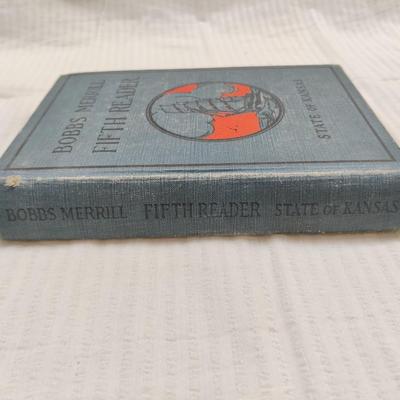 BOBBS MERRILL
FIFTH READER
STATE OF KANSAS
BOBBS MERRILL FIFTH READER STATE OF KANSAS